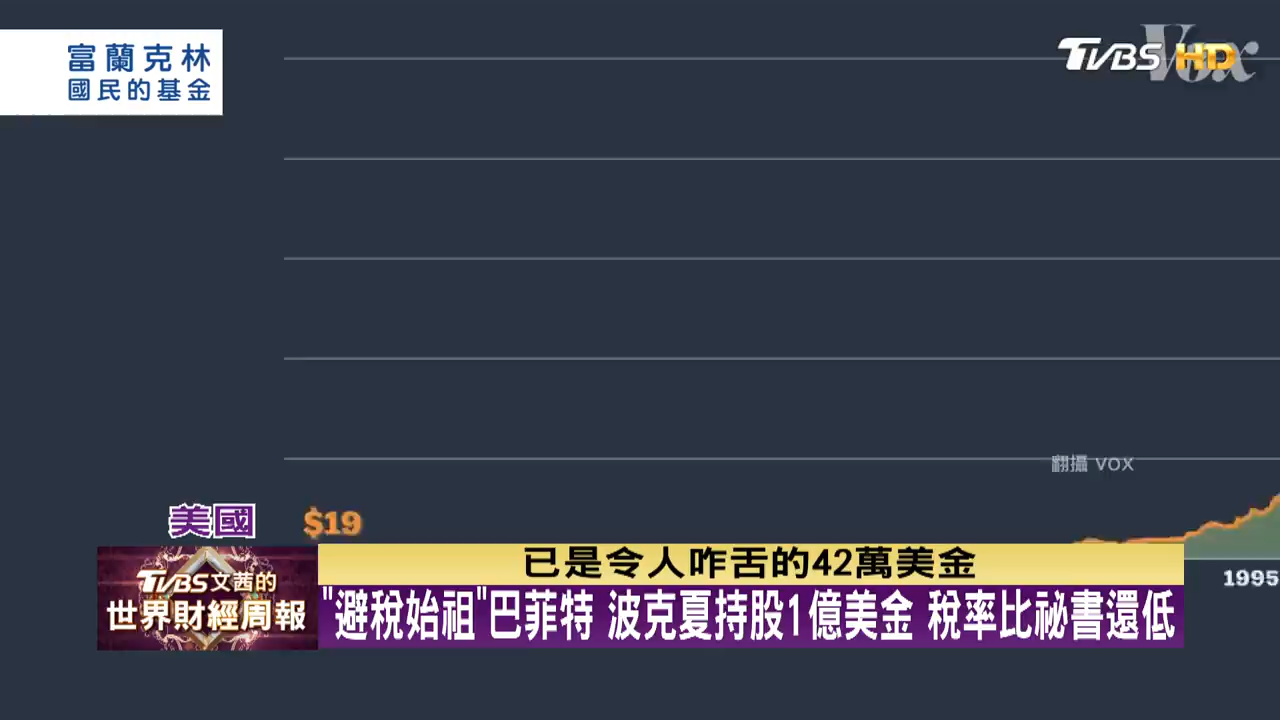 富蘭克林
國民的基金
TVBS HD
Vox
翻攝 VOX
美國
$19
1995
已是令人咋舌的42萬美金
TVBS文茜的
世界財經周報
"避稅始祖"巴菲特 波克夏持股1億美金 稅率比祕書還低